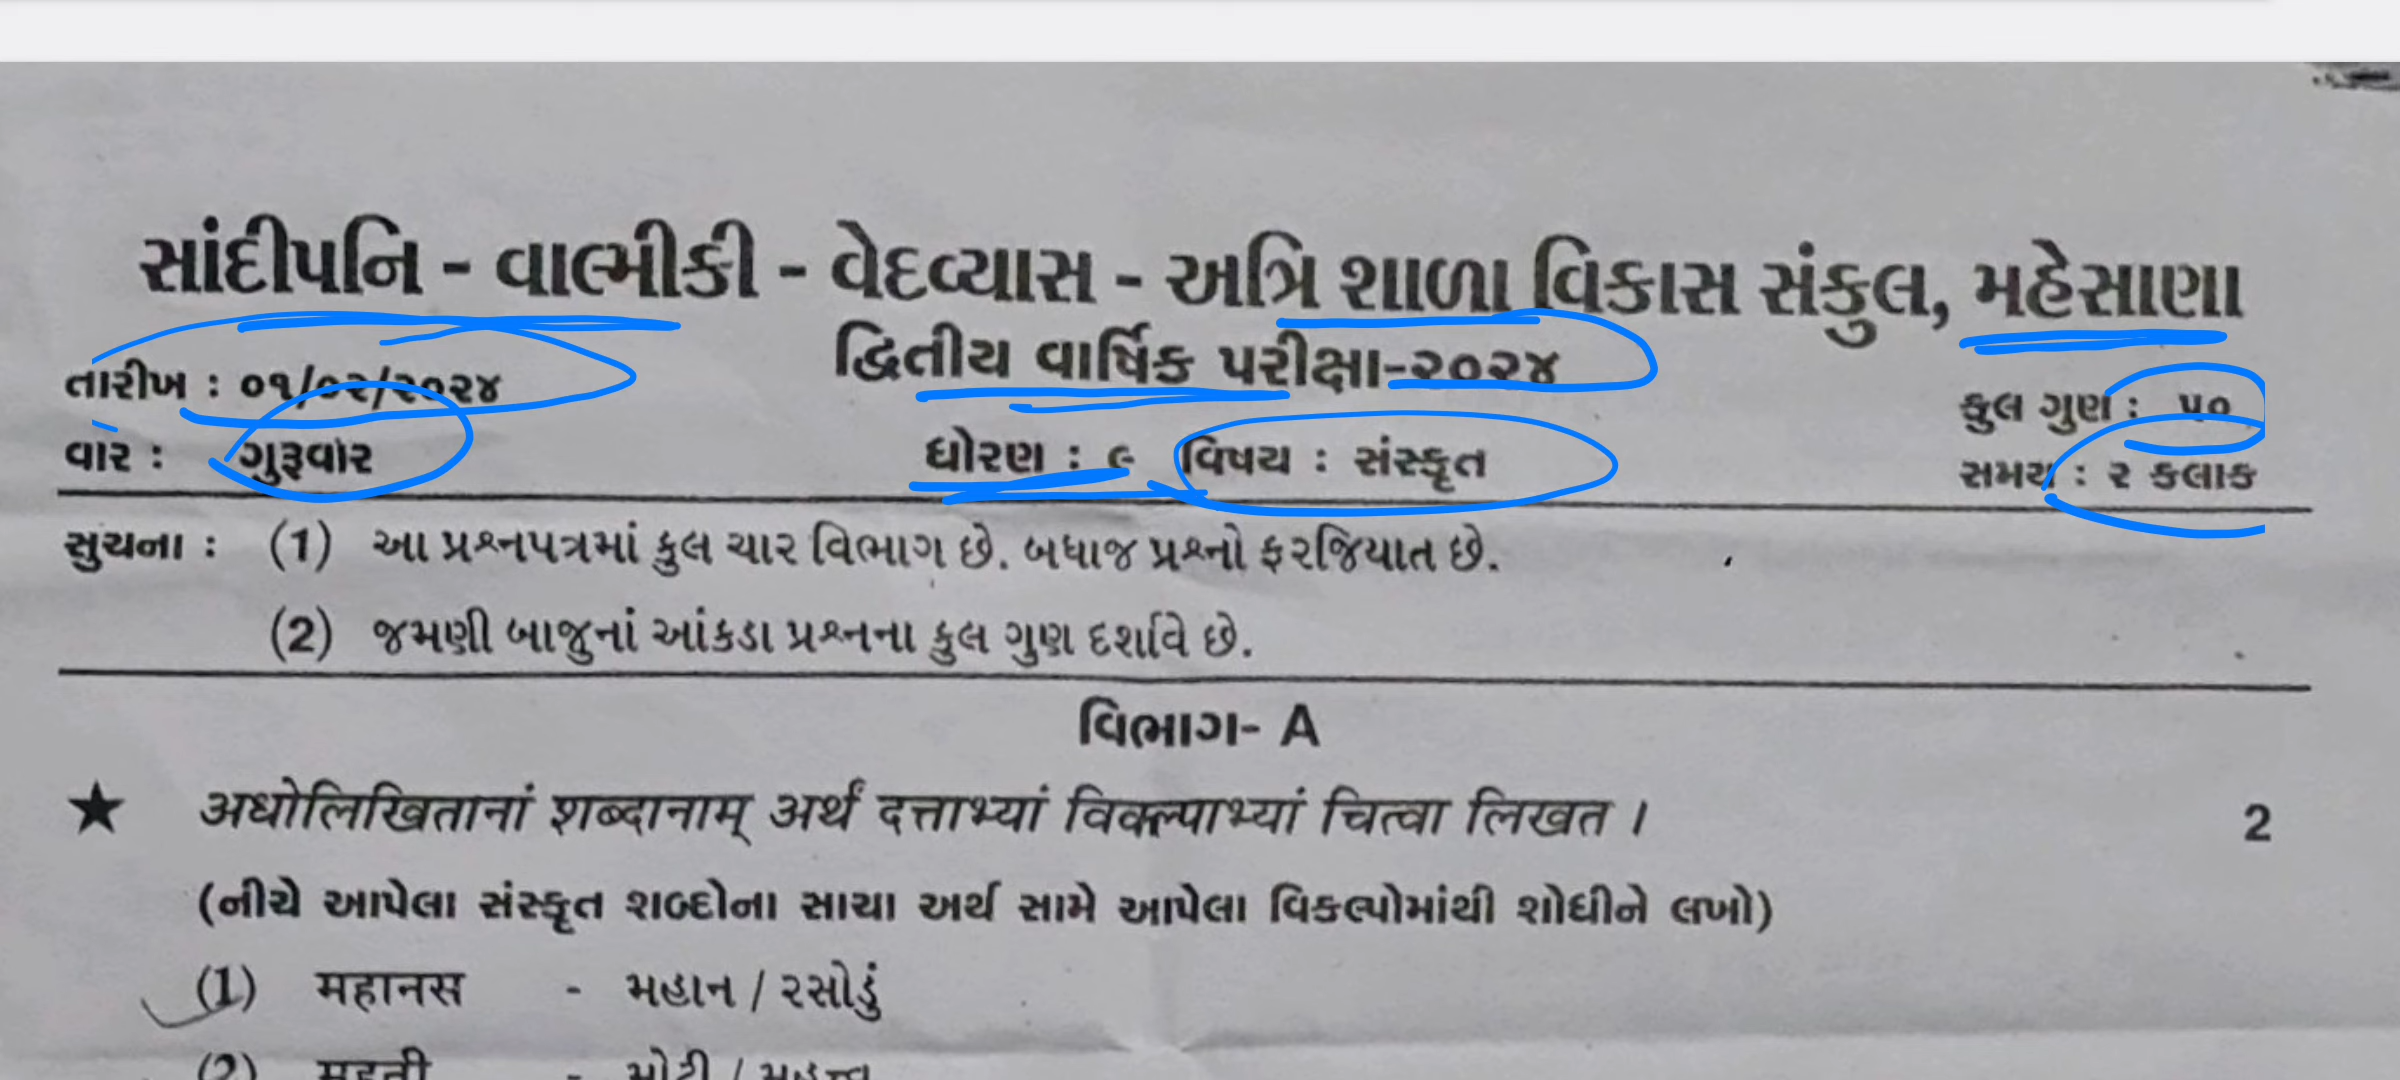 સાંદીપનિ - વાલ્મીકી - વેદવ્યાસ - અત્રિ શાળા વિકાસ સંકુલ, મહેસાણા
દ્વિતીય વાર્ષિક પરીક્ષા-૨૦૨૪
તારીખ : ૦૧/૦૨/૨૦૨૪
કુલ ગુણ : ૫૦
વાર : ગુરૂવાર ધોરણ : ૯ વિષય : સંસ્કૃત
સમય : ૨ કલાક
સુચના : (1) આ પ્રશ્નપત્રમાં કુલ ચાર વિભાગ છે. બધાજ પ્રશ્નો ફરજિયાત છે.
(2) જમણી બાજુનાં આંકડા પ્રશ્નના કુલ ગુણ દર્શાવે છે.
વિભાગ- A
★ अधोलिखितानां शब्दानाम् अर्थं दत्ताभ्यां विकल्पाभ्यां चित्वा लिखत । 2
(નીચે આપેલા સંસ્કૃત શબ્દોના સાચા અર્થ સામે આપેલા વિકલ્પોમાંથી શોધીને લખો)
(1) महानस - મહાન / રસોડું
(2) महती - મોટી /